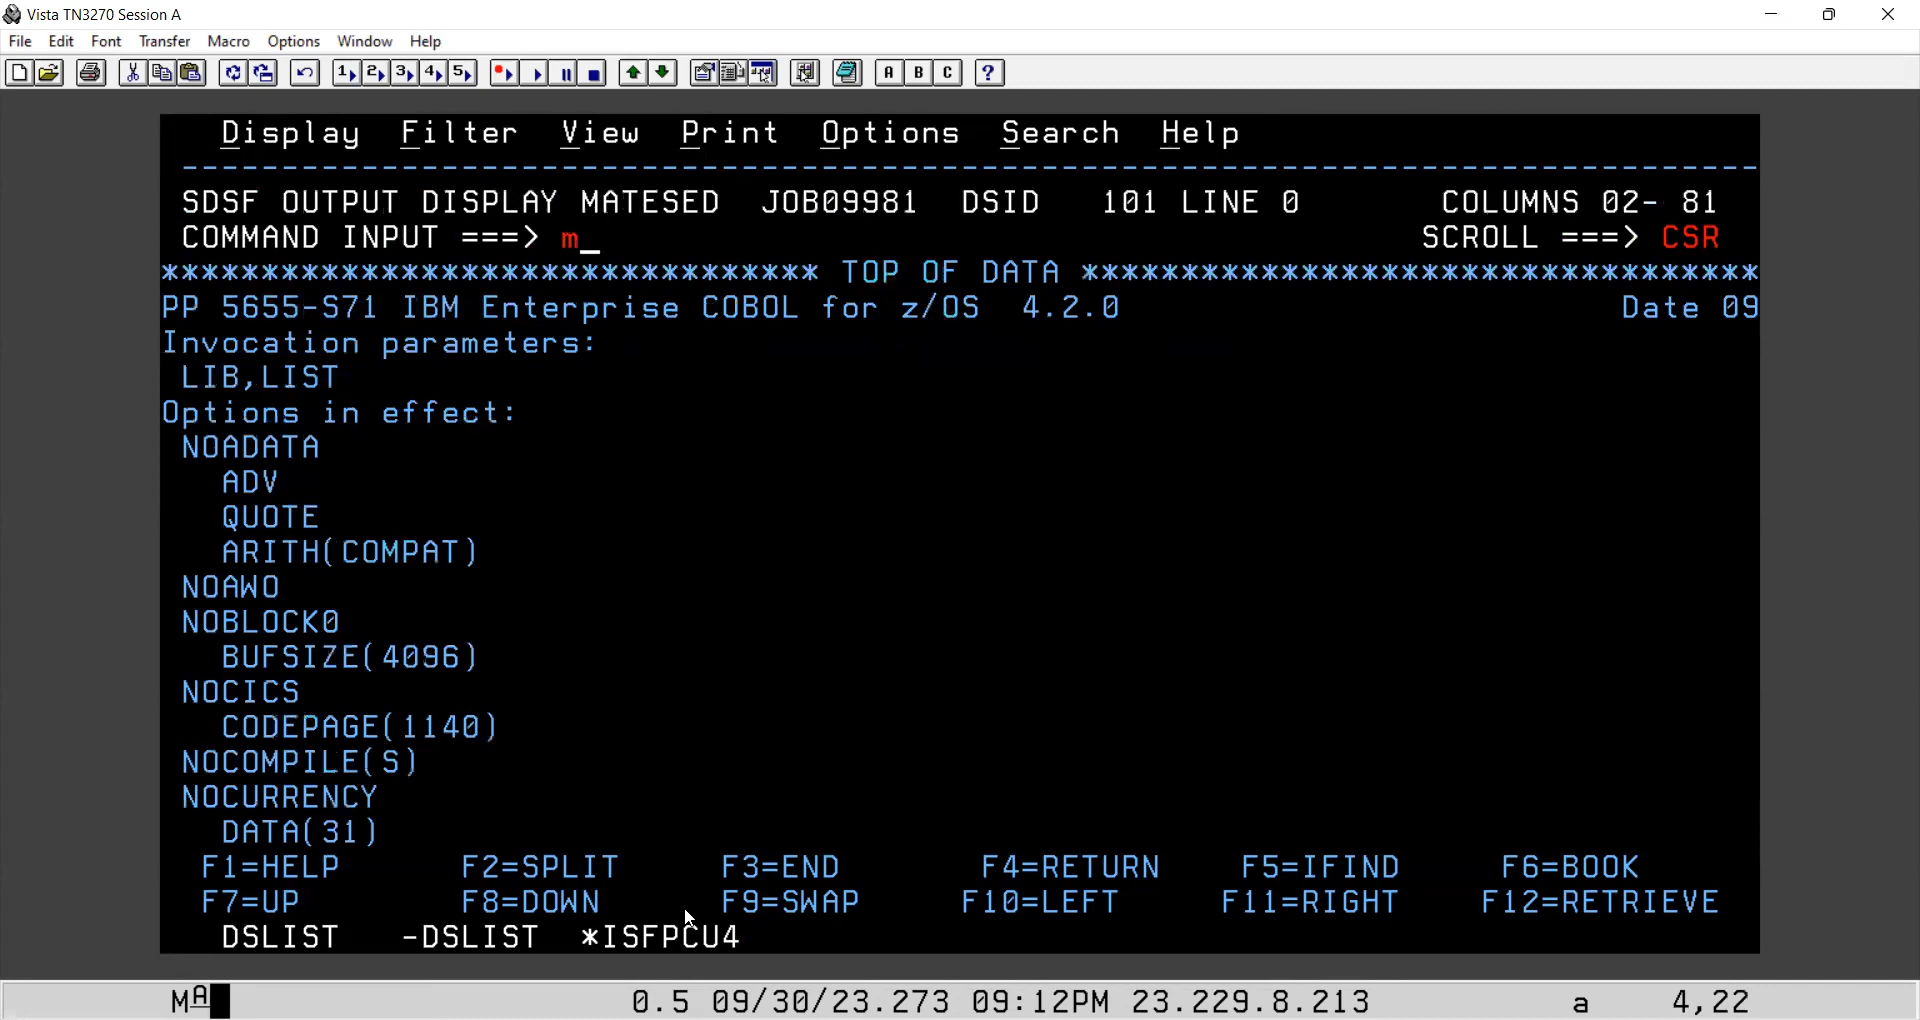 Vista TN3270 Session A
File Edit Font Transfer Macro Options Window Help
1 2 3 4 5 A B C ?
Display Filter View Print Options Search Help
--------------------------------------------------------------------------------
SDSF OUTPUT DISPLAY MATESED JOB09981 DSID 101 LINE 0 COLUMNS 02- 81
COMMAND INPUT ===> m_ SCROLL ===> CSR
********************************* TOP OF DATA **********************************
PP 5655-S71 IBM Enterprise COBOL for z/OS 4.2.0 Date 09
Invocation parameters:
LIB,LIST
Options in effect:
NOADATA
ADV
QUOTE
ARITH(COMPAT)
NOAWO
NOBLOCK0
BUFSIZE(4096)
NOCICS
CODEPAGE(1140)
NOCOMPILE(S)
NOCURRENCY
DATA(31)
F1=HELP F2=SPLIT F3=END F4=RETURN F5=IFIND F6=BOOK
F7=UP F8=DOWN F9=SWAP F10=LEFT F11=RIGHT F12=RETRIEVE
DSLIST -DSLIST *ISFPCU4
MA 0.5 09/30/23.273 09:12PM 23.229.8.213 a 4,22